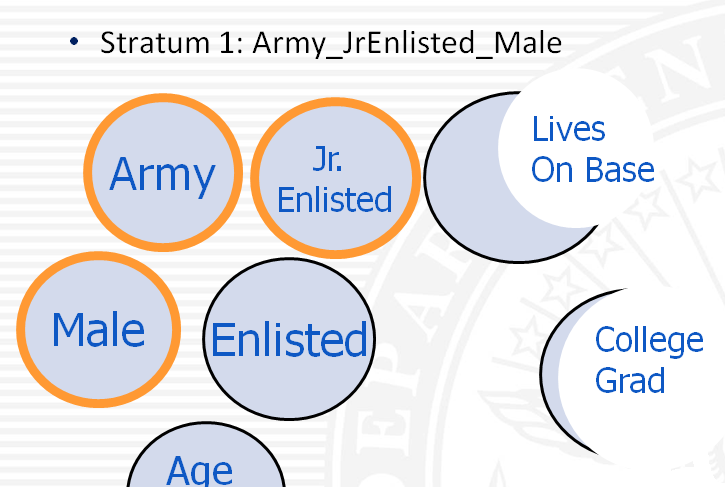 • Stratum 1: Army_JrEnlisted_Male
Army
Jr.
Enlisted
Lives
On Base
Male
Enlisted
College
Grad
Age